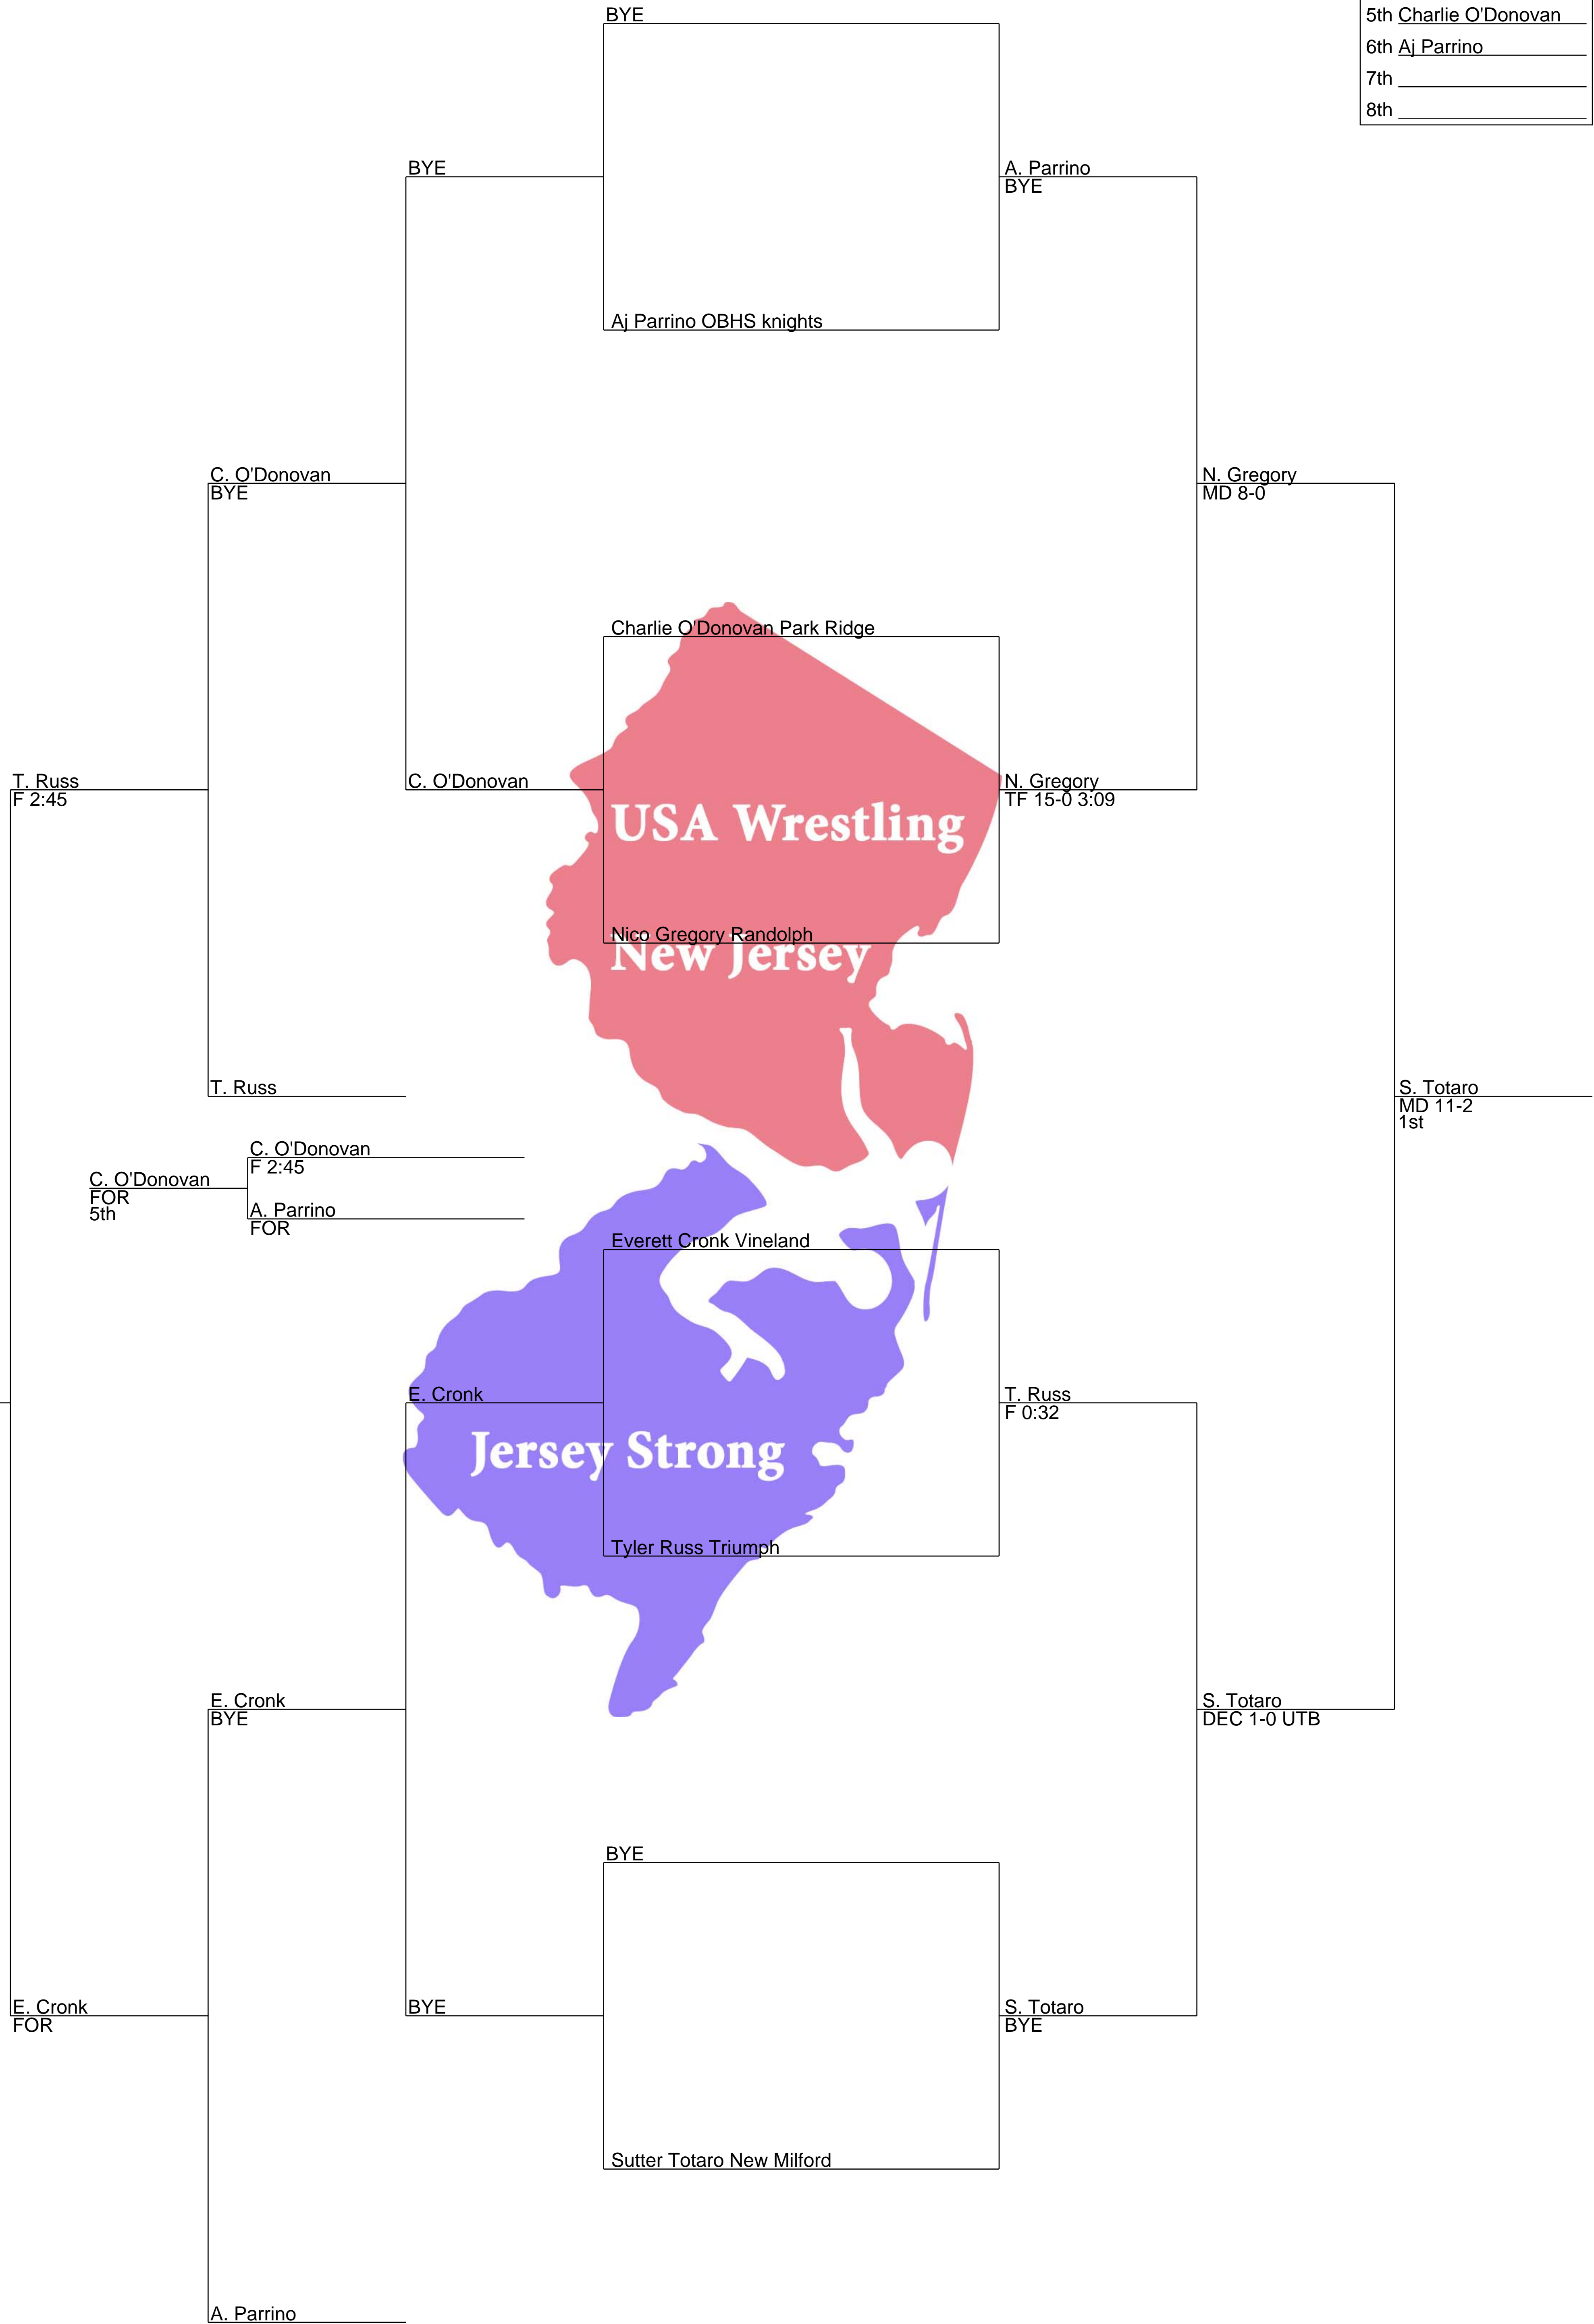 BYE
5th Charlie O'Donovan
6th Aj Parrino
7th
8th
BYE
A. Parrino
BYE
Aj Parrino OBHS knights
C. O'Donovan
BYE
N. Gregory
MD 8-0
Charlie O'Donovan Park Ridge
T. Russ
F 2:45
C. O'Donovan
N. Gregory
TF 15-0 3:09
USA Wrestling
Nico Gregory Randolph
New Jersey
T. Russ
S. Totaro
MD 11-2
1st
C. O'Donovan
F 2:45
C. O'Donovan
FOR
5th
A. Parrino
FOR
Everett Cronk Vineland
E. Cronk
T. Russ
F 0:32
Jersey Strong
Tyler Russ Triumph
E. Cronk
BYE
S. Totaro
DEC 1-0 UTB
BYE
E. Cronk
FOR
BYE
S. Totaro
BYE
Sutter Totaro New Milford
A. Parrino